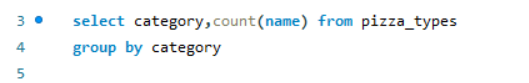 3 select category,count(name) from pizza_types
4 group by category
5